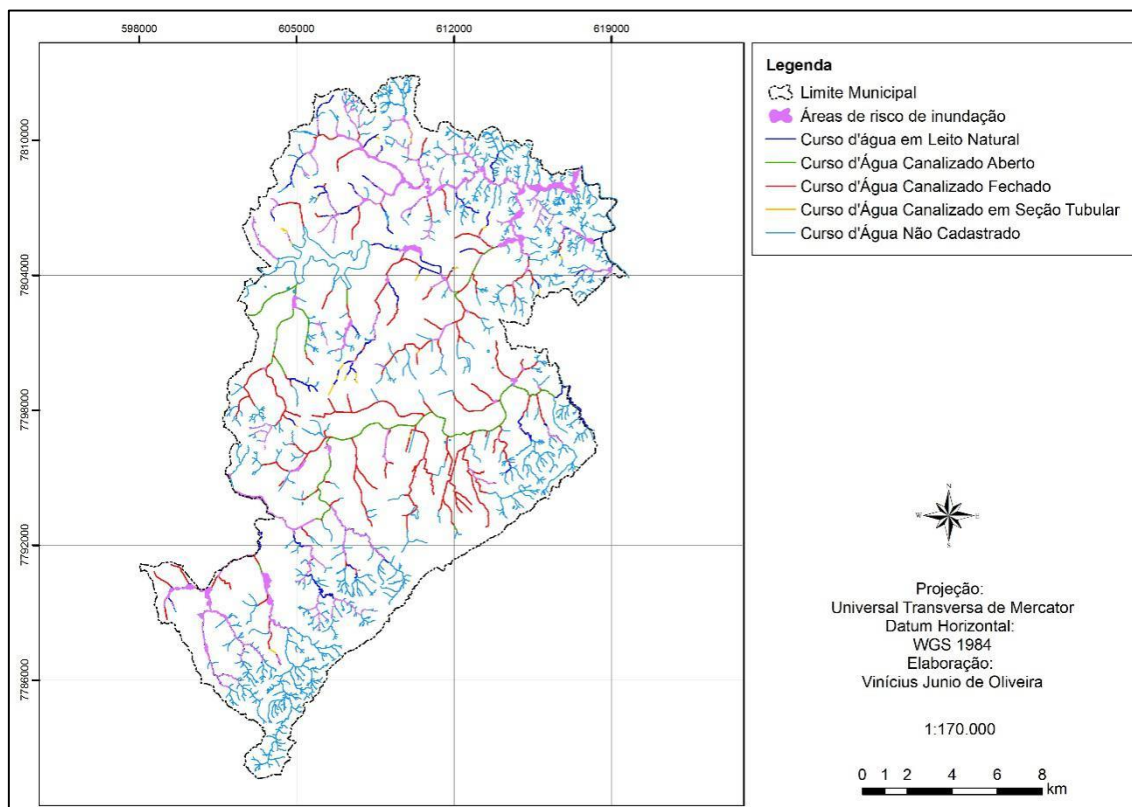 598000
605000
612000
619000
7810000
7804000
7798000
7792000
7786000
Legenda
Limite Municipal
Áreas de risco de inundação
Curso d'água em Leito Natural
Curso d'Água Canalizado Aberto
Curso d'Água Canalizado Fechado
Curso d'Água Canalizado em Seção Tubular
Curso d'Água Não Cadastrado
N
W
E
S
Projeção:
Universal Transversa de Mercator
Datum Horizontal:
WGS 1984
Elaboração:
Vinícius Junio de Oliveira
1:170.000
0 1 2 4 6 8
km